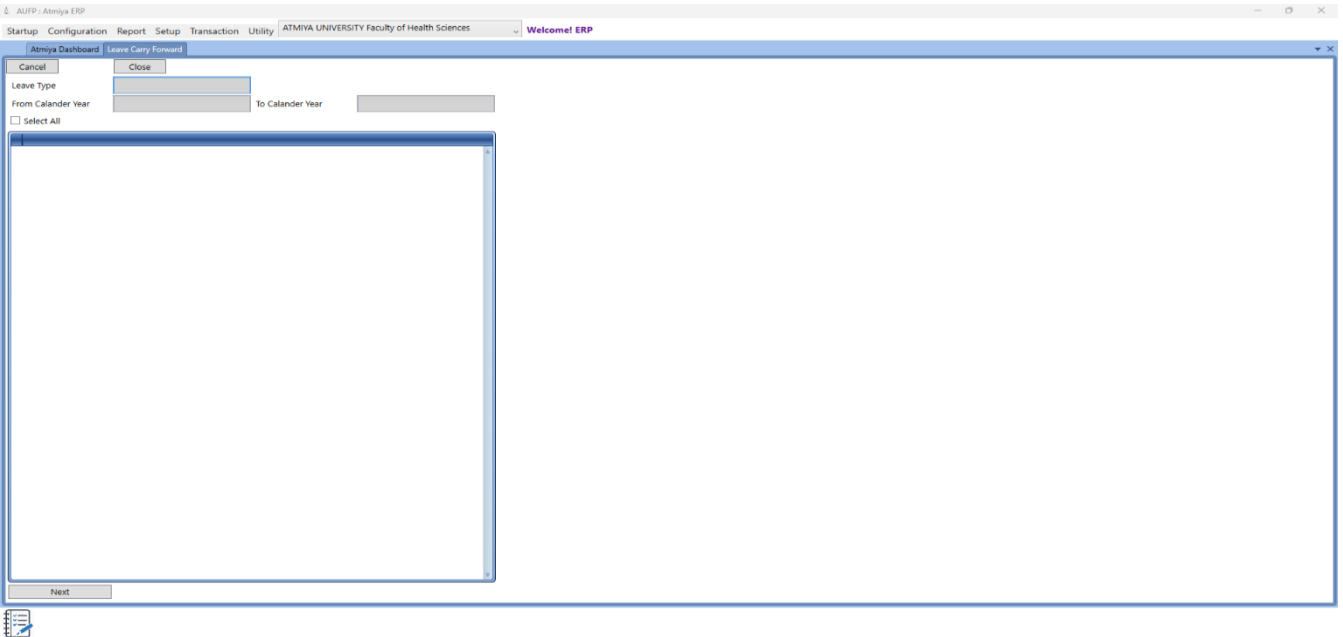 AUFP : Atmiya ERP
Startup Configuration Report Setup Transaction Utility ATMIYA UNIVERSITY Faculty of Health Sciences Welcome! ERP
Atmiya Dashboard Leave Carry Forward
Cancel Close
Leave Type
From Calander Year To Calander Year
Select All
Next